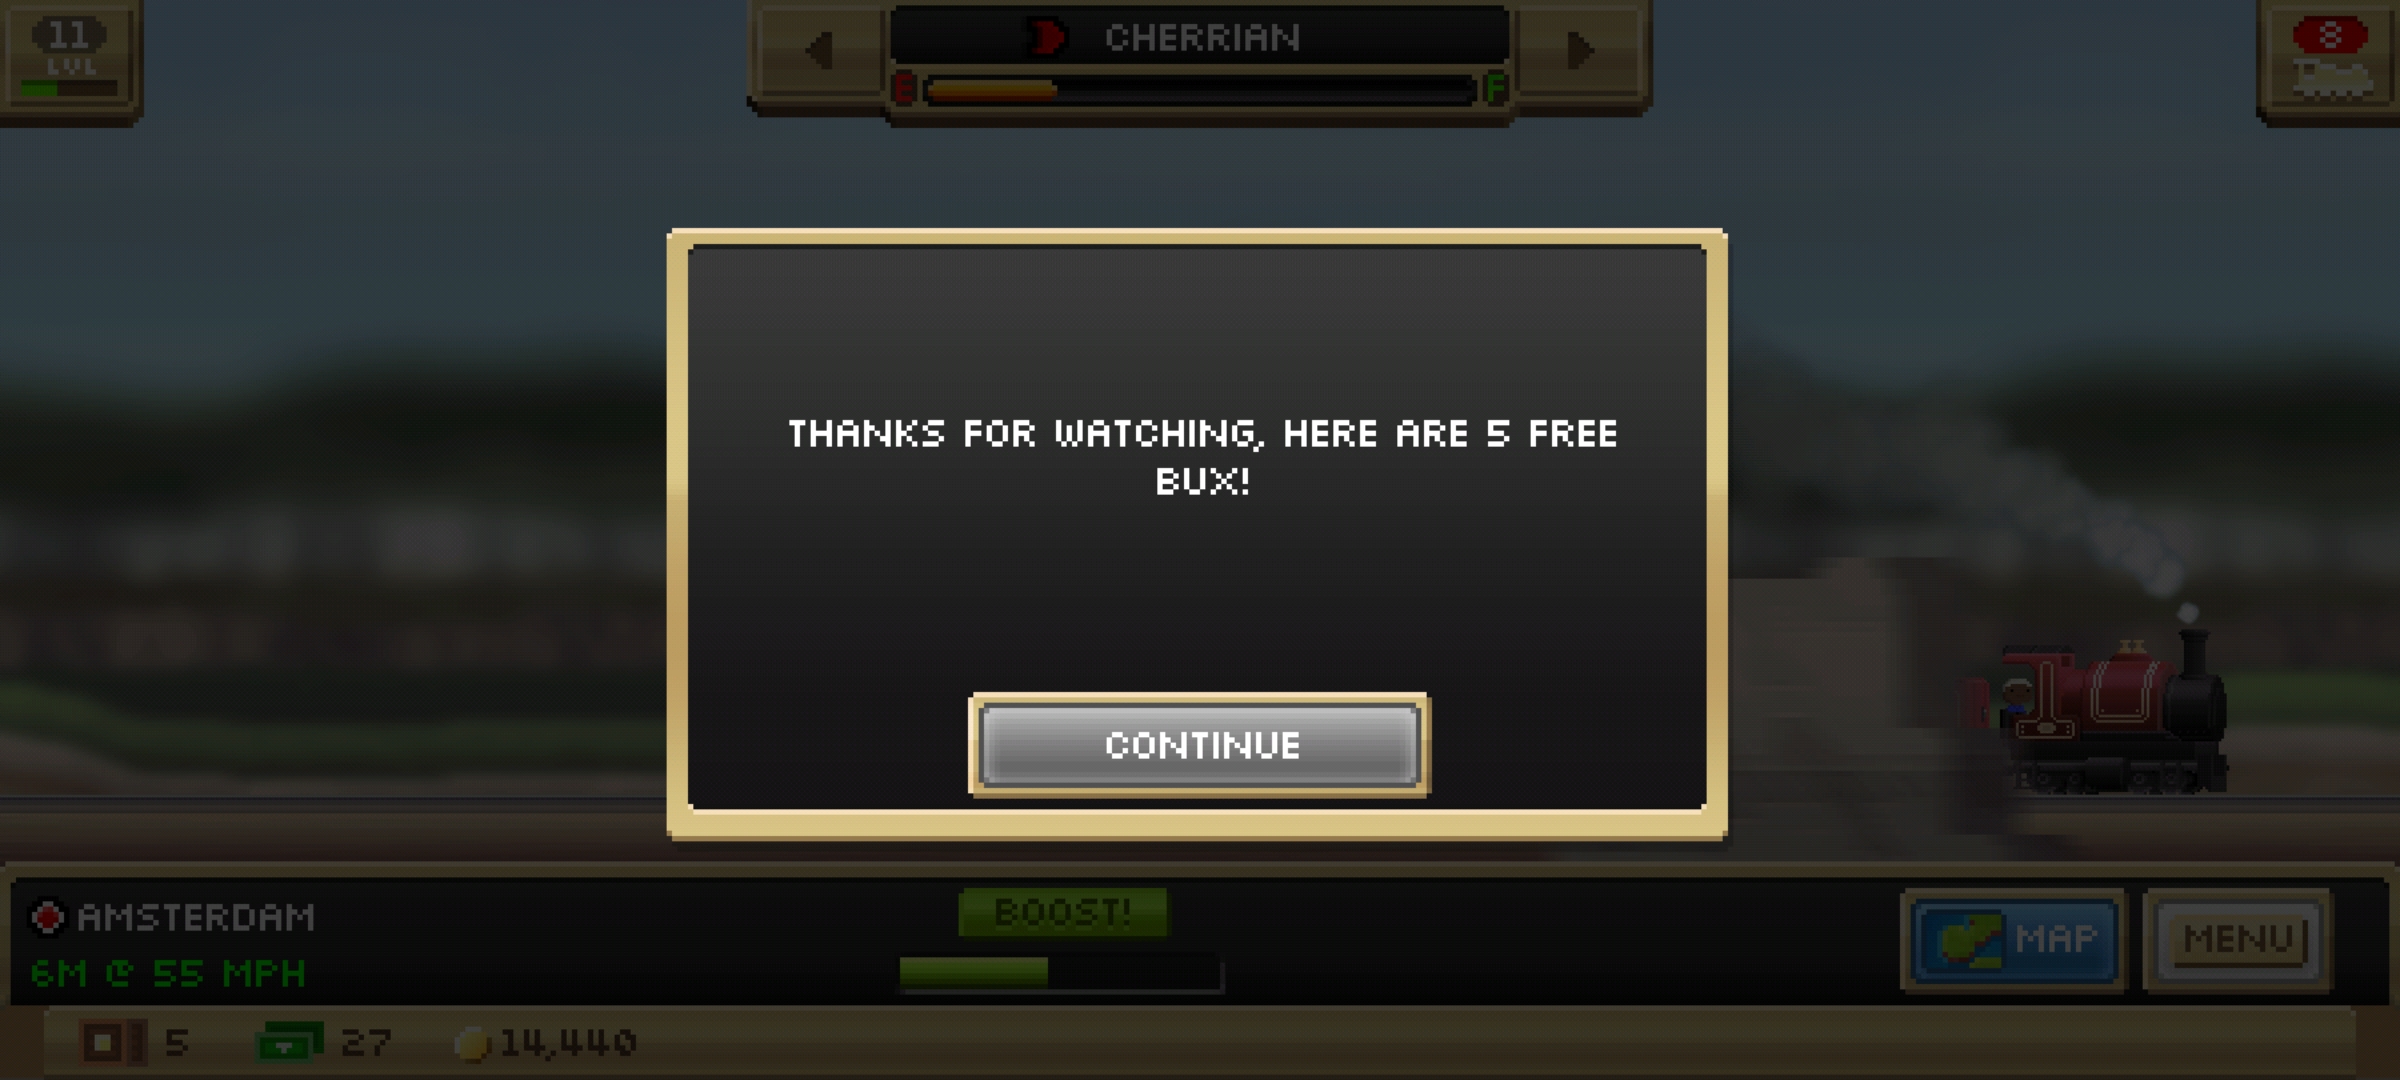 11
LVL
CHERRIAN
E F
8
THANKS FOR WATCHING, HERE ARE 5 FREE
BUX!
CONTINUE
AMSTERDAM
6M @ 55 MPH
BOOST!
MAP
MENU
5
27
14,440